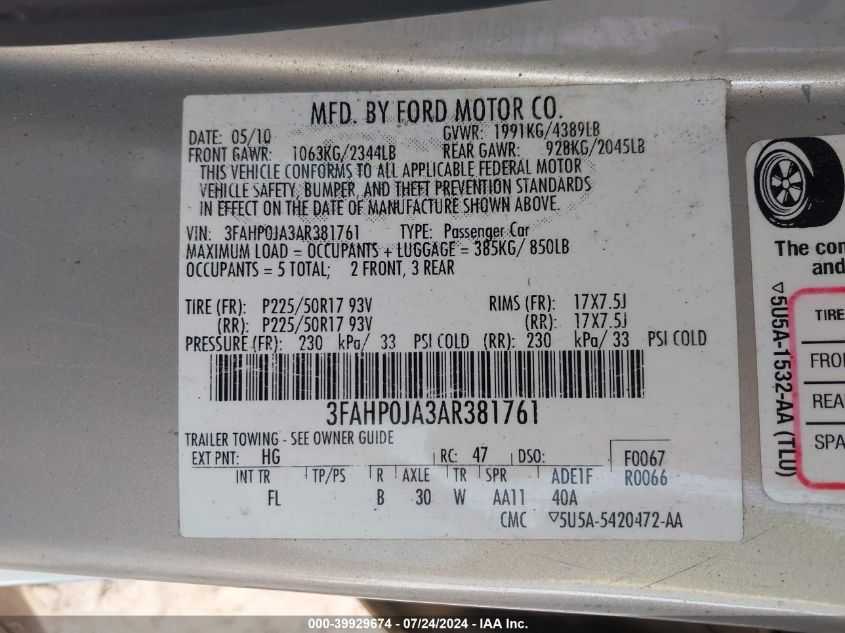 MFD. BY FORD MOTOR CO.
DATE: 05/10 GVWR: 1991KG/4389LB
FRONT GAWR: 1063KG/2344LB REAR GAWR: 928KG/2045LB
THIS VEHICLE CONFORMS TO ALL APPLICABLE FEDERAL MOTOR
VEHICLE SAFETY, BUMPER, AND THEFT PREVENTION STANDARDS
IN EFFECT ON THE DATE OF MANUFACTURE SHOWN ABOVE.
VIN: 3FAHP0JA3AR381761 TYPE: Passenger Car
MAXIMUM LOAD = OCCUPANTS + LUGGAGE = 385KG/ 850LB
OCCUPANTS = 5 TOTAL; 2 FRONT, 3 REAR
TIRE (FR): P225/50R17 93V RIMS (FR): 17X7.5J
(RR): P225/50R17 93V (RR): 17X7.5J
PRESSURE (FR): 230 kPa/ 33 PSI COLD (RR): 230 kPa/ 33 PSI COLD
3FAHP0JA3AR381761
TRAILER TOWING - SEE OWNER GUIDE
EXT PNT: HG RC: 47 DSO: F0067
R0066
INT TR TP/PS R AXLE TR SPR ADE1F
FL B 30 W AA11 40A
CMC ▽5U5A-5420472-AA
The con
and
▽5U5A-1532-AA (TLU)
TIRE
FRO
REA
SPA
000-39929674 / 07/24/2024 - IAA Inc.